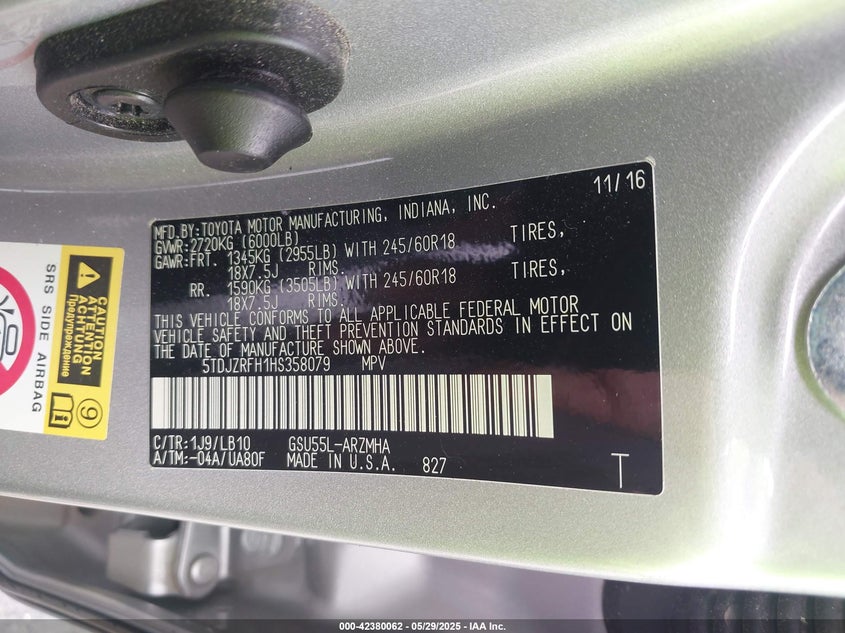 11/16
MFD.BY:TOYOTA MOTOR MANUFACTURING, INDIANA, INC.
GVWR:2720KG (6000LB)
GAWR:FRT. 1345KG (2955LB) WITH 245/60R18 TIRES,
18X7.5J RIMS.
RR. 1590KG (3505LB) WITH 245/60R18 TIRES,
18X7.5J RIMS.
THIS VEHICLE CONFORMS TO ALL APPLICABLE FEDERAL MOTOR
VEHICLE SAFETY AND THEFT PREVENTION STANDARDS IN EFFECT ON
THE DATE OF MANUFACTURE SHOWN ABOVE.
5TDJZRFH1HS358079 MPV
C/TR:1J9/LB10 GSU55L-ARZMHA
A/TM:-04A/UA80F MADE IN U.S.A. 827
T
SRS SIDE AIRBAG
CAUTION
ATTENTION
ACHTUNG
Предупреждение
9
000-42380062 - 05/29/2025 - IAA Inc.